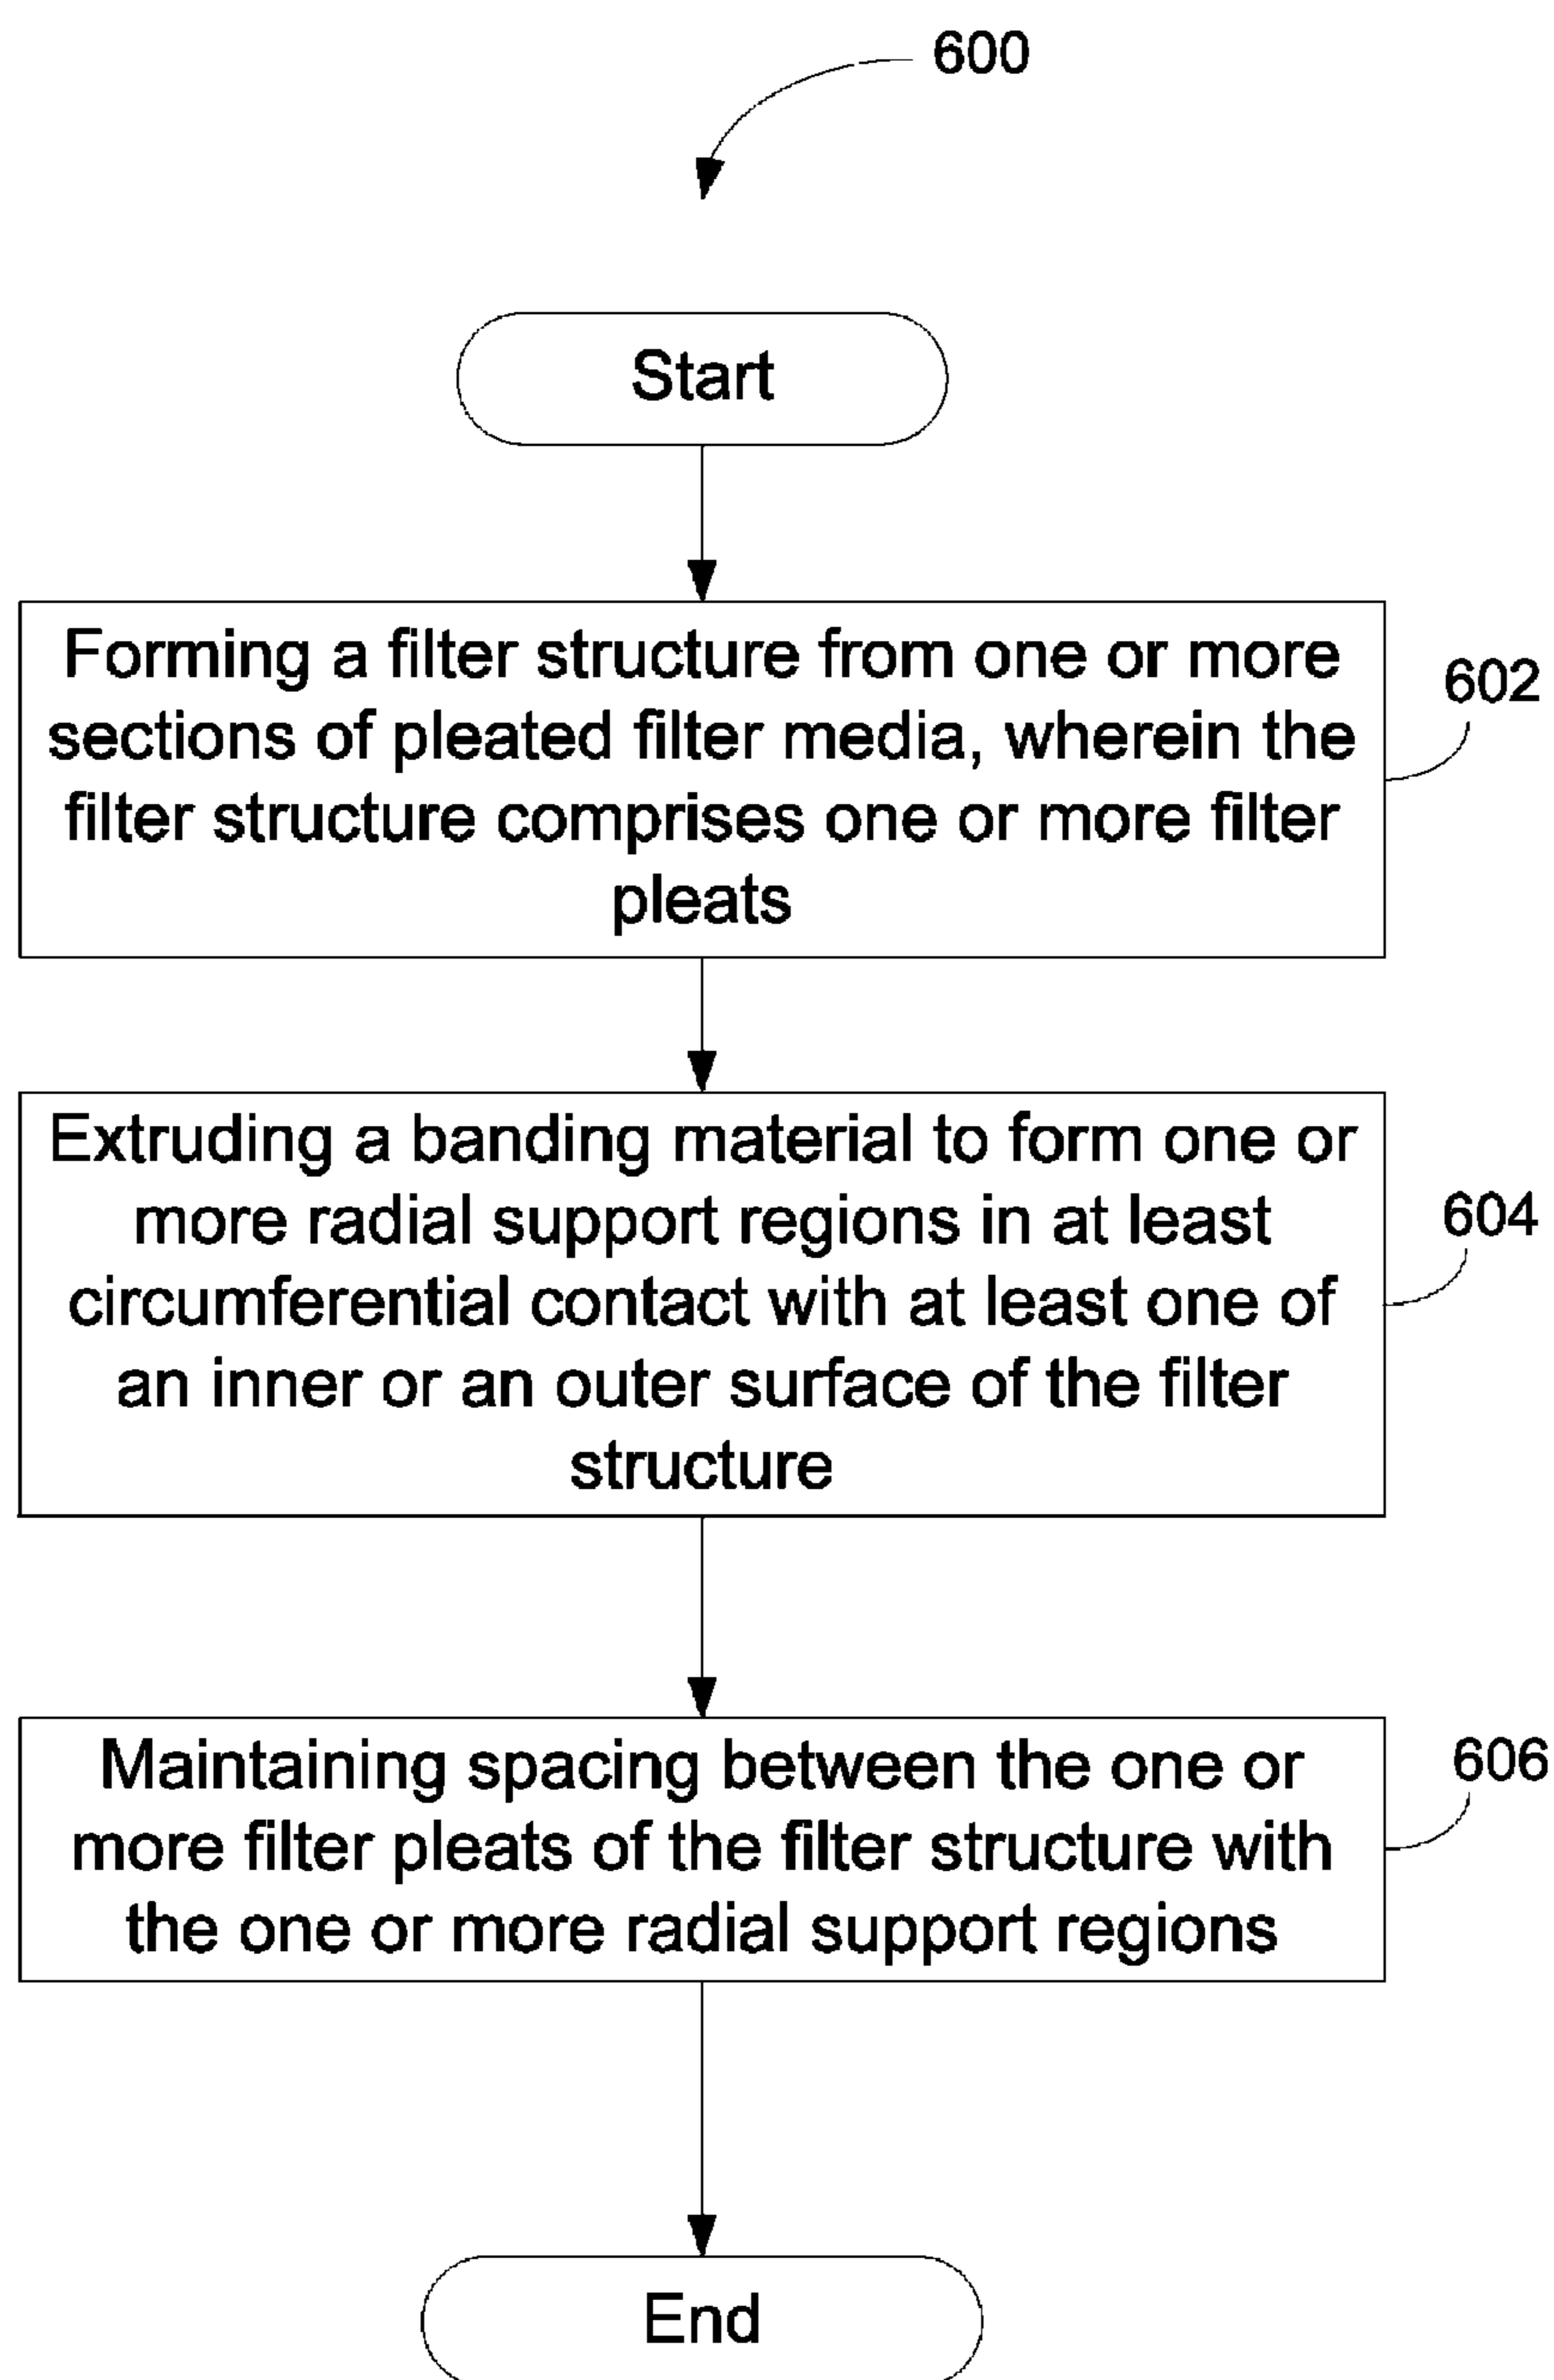 600
Start
Forming a filter structure from one or more
sections of pleated filter media, wherein the
filter structure comprises one or more filter
pleats
602
Extruding a banding material to form one or
more radial support regions in at least
circumferential contact with at least one of
an inner or an outer surface of the filter
structure
604
Maintaining spacing between the one or
more filter pleats of the filter structure with
the one or more radial support regions
606
End